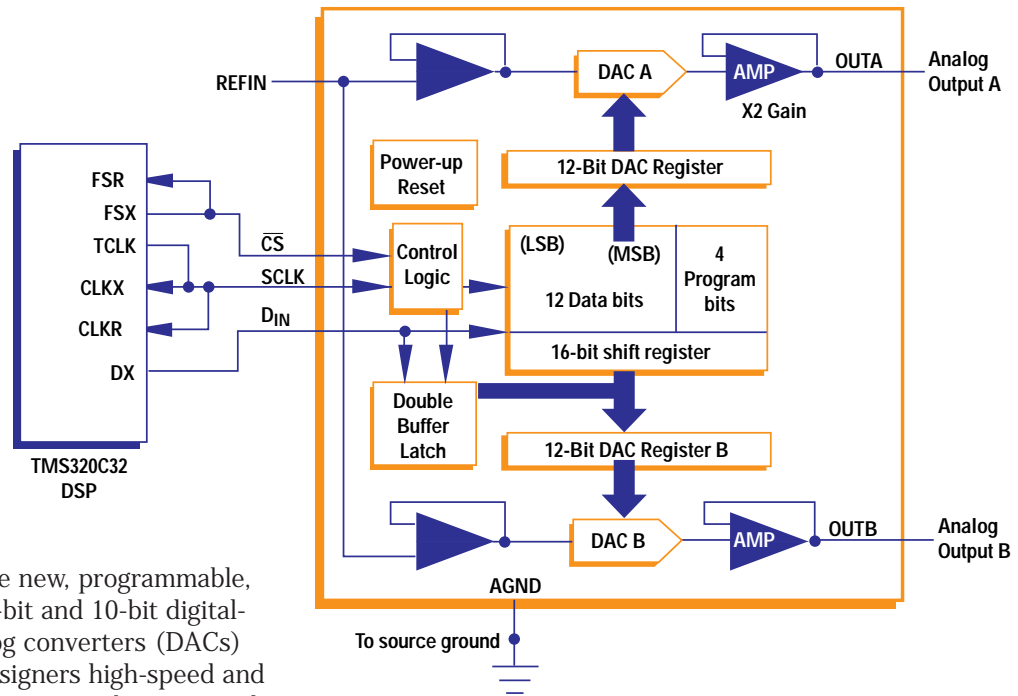 REFIN
DAC A
AMP
OUTA
Analog
Output A
X2 Gain
Power-up
Reset
12-Bit DAC Register
FSR
FSX
TCLK
CLKX
CLKR
DX
TMS320C32
DSP
CS
SCLK
DIN
Control
Logic
(LSB)
(MSB)
12 Data bits
4
Program
bits
16-bit shift register
Double
Buffer
Latch
12-Bit DAC Register B
DAC B
AMP
OUTB
Analog
Output B
AGND
To source ground
e new, programmable,
-bit and 10-bit digital-
og converters (DACs)
signers high-speed and